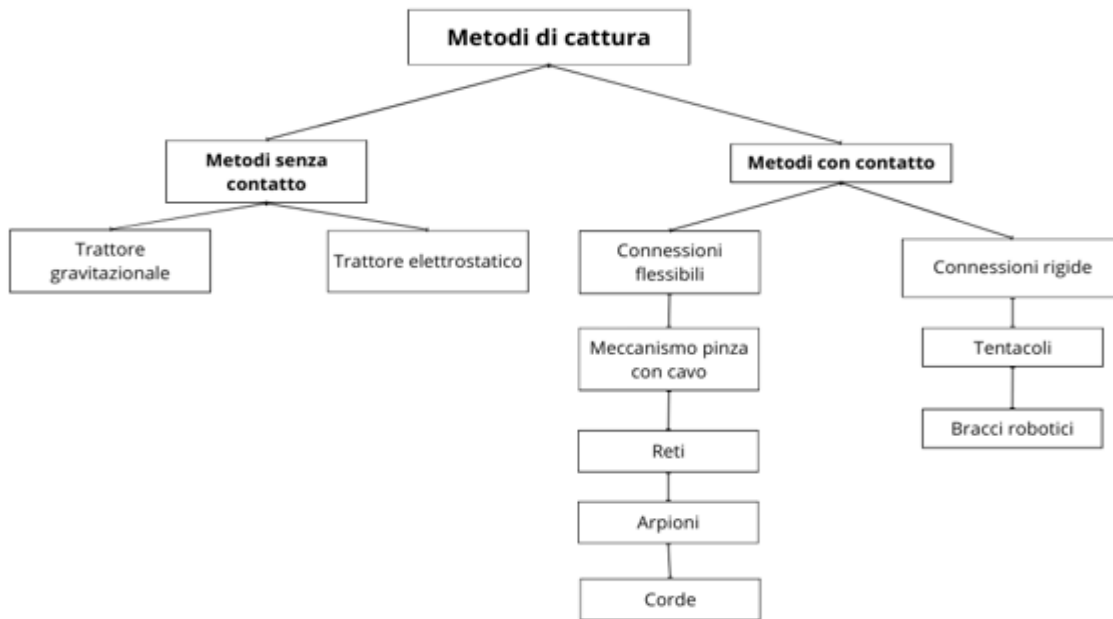 Metodi di cattura
Metodi senza
contatto
Metodi con contatto
Trattore
gravitazionale
Trattore elettrostatico
Connessioni
flessibili
Connessioni rigide
Meccanismo pinza
con cavo
Tentacoli
Reti
Bracci robotici
Arpioni
Corde